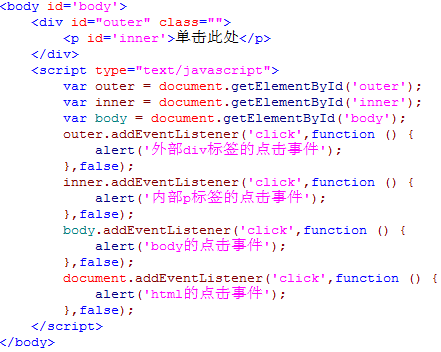 <body id='body'>
    <div id="outer" class="">
        <p id='inner'>单击此处</p>
    </div>
    <script type="text/javascript">
        var outer = document.getElementById('outer');
        var inner = document.getElementById('inner');
        var body = document.getElementById('body');
        outer.addEventListener('click',function () {
            alert('外部div标签的点击事件');
        },false);
        inner.addEventListener('click',function () {
            alert('内部p标签的点击事件');
        },false);
        body.addEventListener('click',function () {
            alert('body的点击事件');
        },false);
        document.addEventListener('click',function () {
            alert('html的点击事件');
        },false);
    </script>
</body>